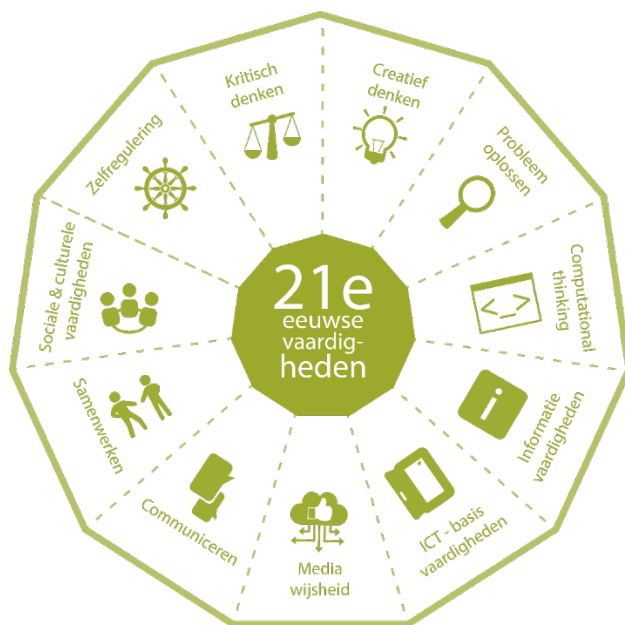 21e
eeuwse
vaardig-
heden
Kritisch
denken
Creatief
denken
Probleem
oplossen
Computational
thinking
i
Informatie
vaardigheden
ICT - basis
vaardigheden
Media
wijsheid
Communiceren
Samenwerken
Sociale & culturele
vaardigheden
Zelfregulering